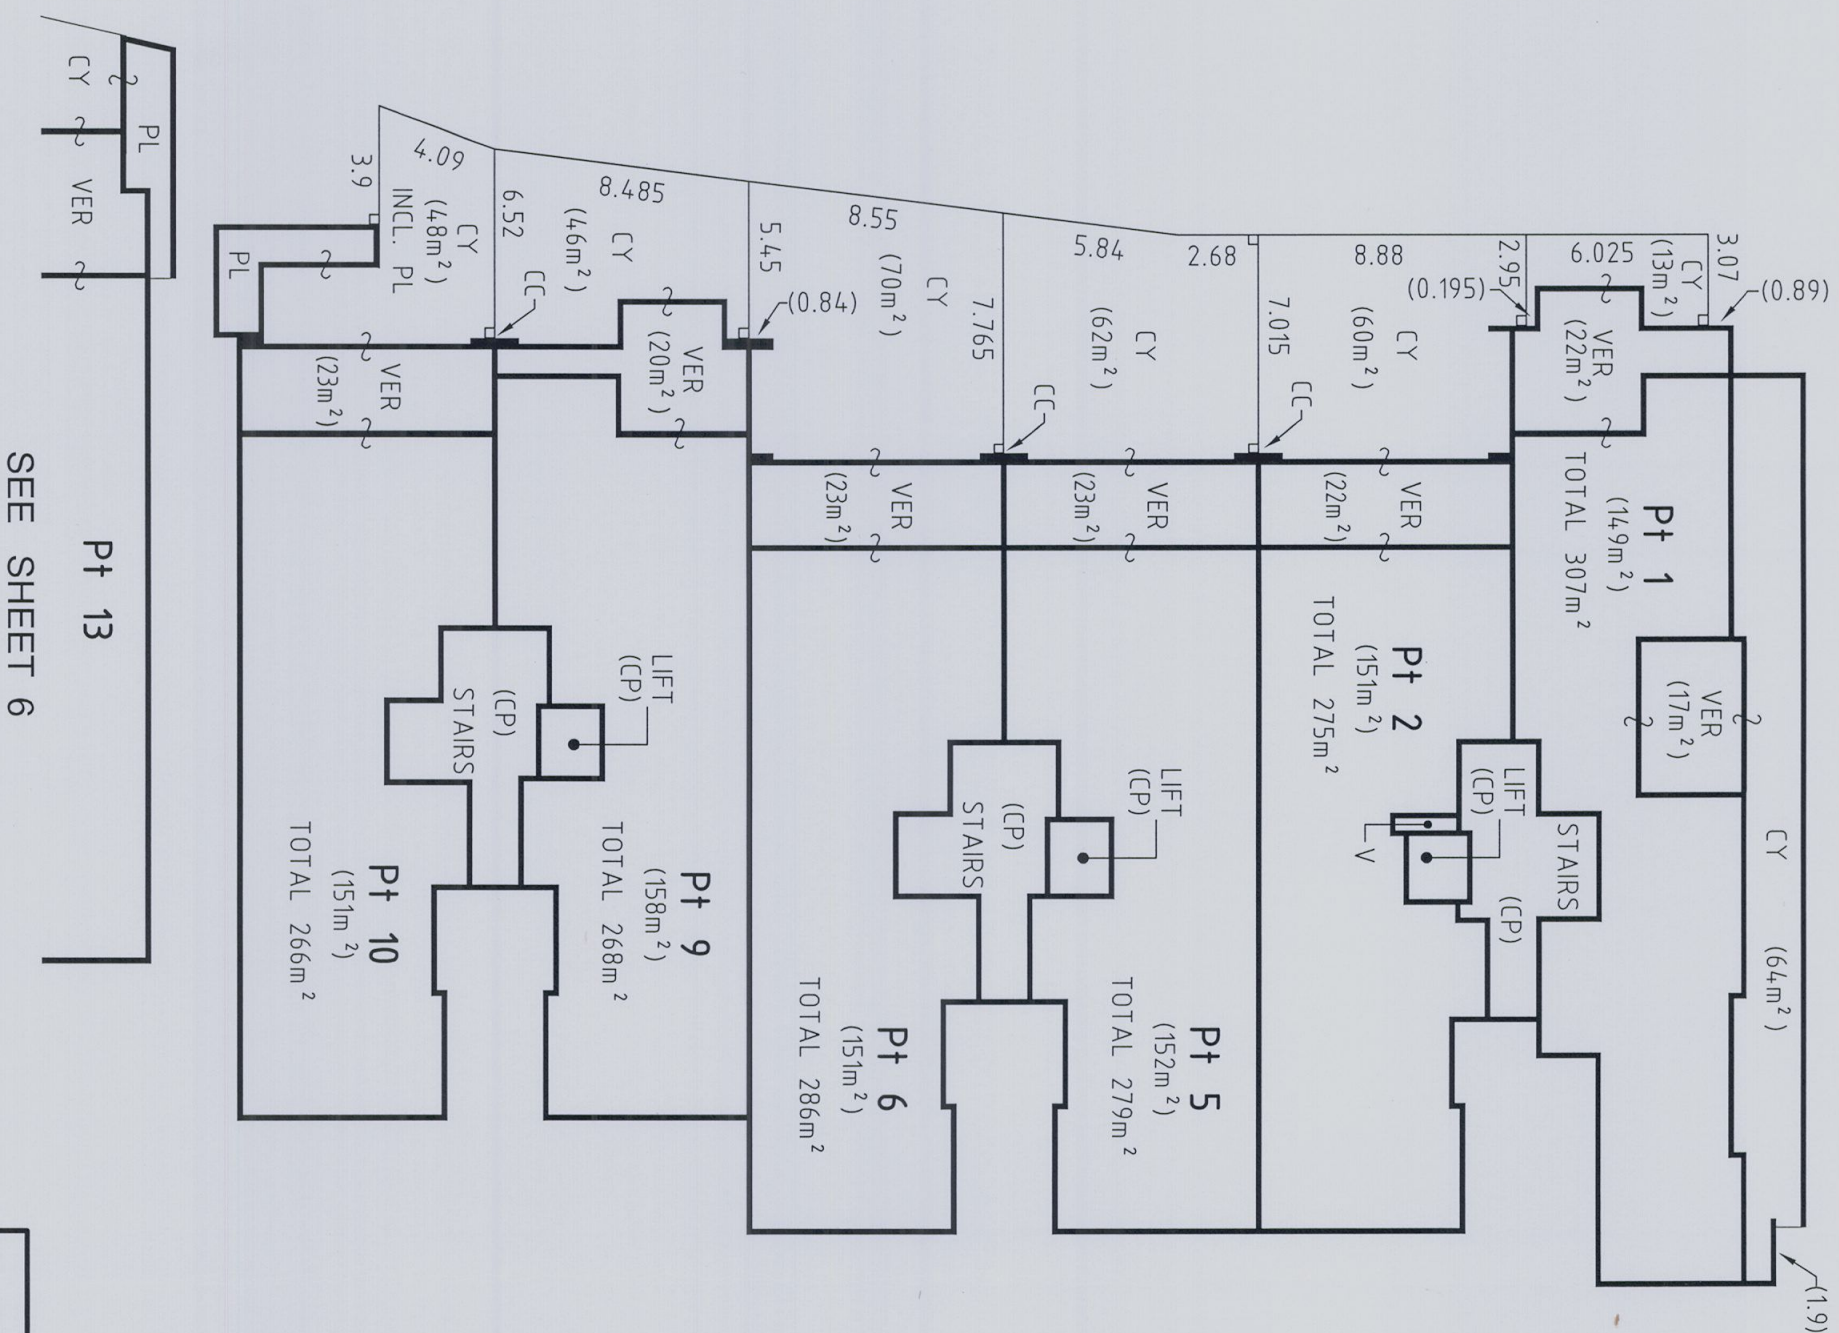 3.07
(0.89)
CY
(13m²)
6.025
2.95
(0.195)
VER
(22m²)
Pt 1
(149m²)
TOTAL 307m²
VER
(17m²)
CY (64m²)
(1.9)
8.88
CY
(60m²)
7.015
CC
VER
(22m²)
Pt 2
(151m²)
TOTAL 275m²
LIFT
(CP)
STAIRS
(CP)
V
2.68
5.84
CY
(62m²)
7.765
CC
VER
(23m²)
LIFT
(CP)
Pt 5
(152m²)
TOTAL 279m²
8.55
CY
(70m²)
5.445
(0.84)
VER
(23m²)
(CP)
STAIRS
Pt 6
(151m²)
TOTAL 286m²
8.485
CY
(46m²)
6.52
CC
VER
(20m²)
LIFT
(CP)
Pt 9
(158m²)
TOTAL 268m²
4.09
CY
(48m²)
INCL. PL
3.9
PL
VER
(23m²)
(CP)
STAIRS
Pt 10
(151m²)
TOTAL 266m²
PL
CY
VER
Pt 13
SEE SHEET 6